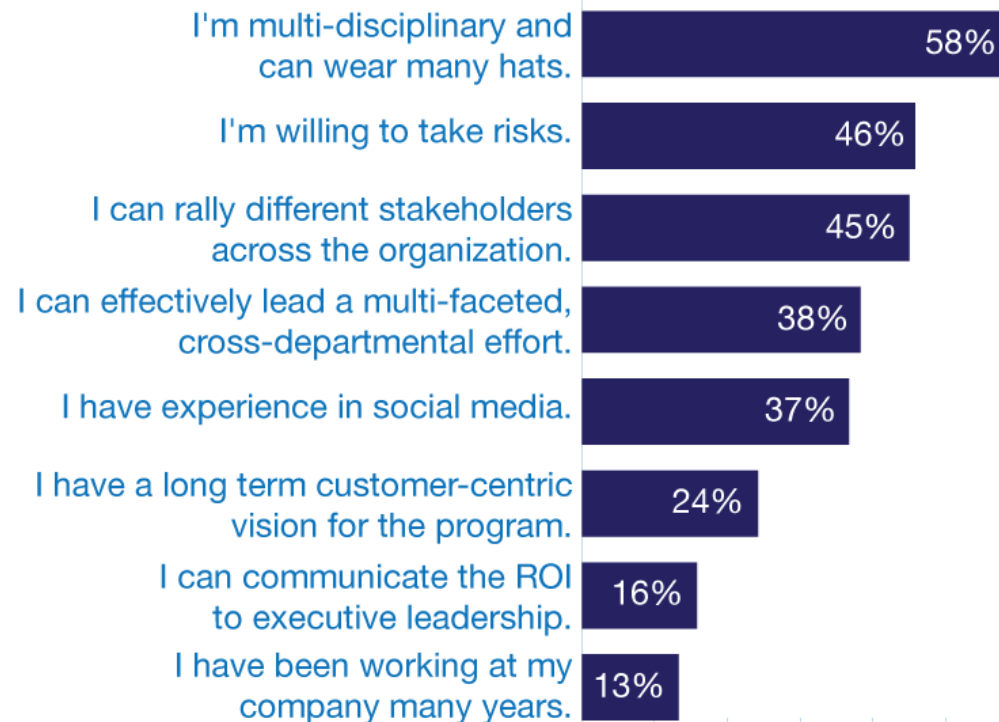 I'm multi-disciplinary and
can wear many hats.
58%
I'm willing to take risks.
46%
I can rally different stakeholders
across the organization.
45%
I can effectively lead a multi-faceted,
cross-departmental effort.
38%
I have experience in social media.
37%
I have a long term customer-centric
vision for the program.
24%
I can communicate the ROI
to executive leadership.
16%
I have been working at my
company many years.
13%